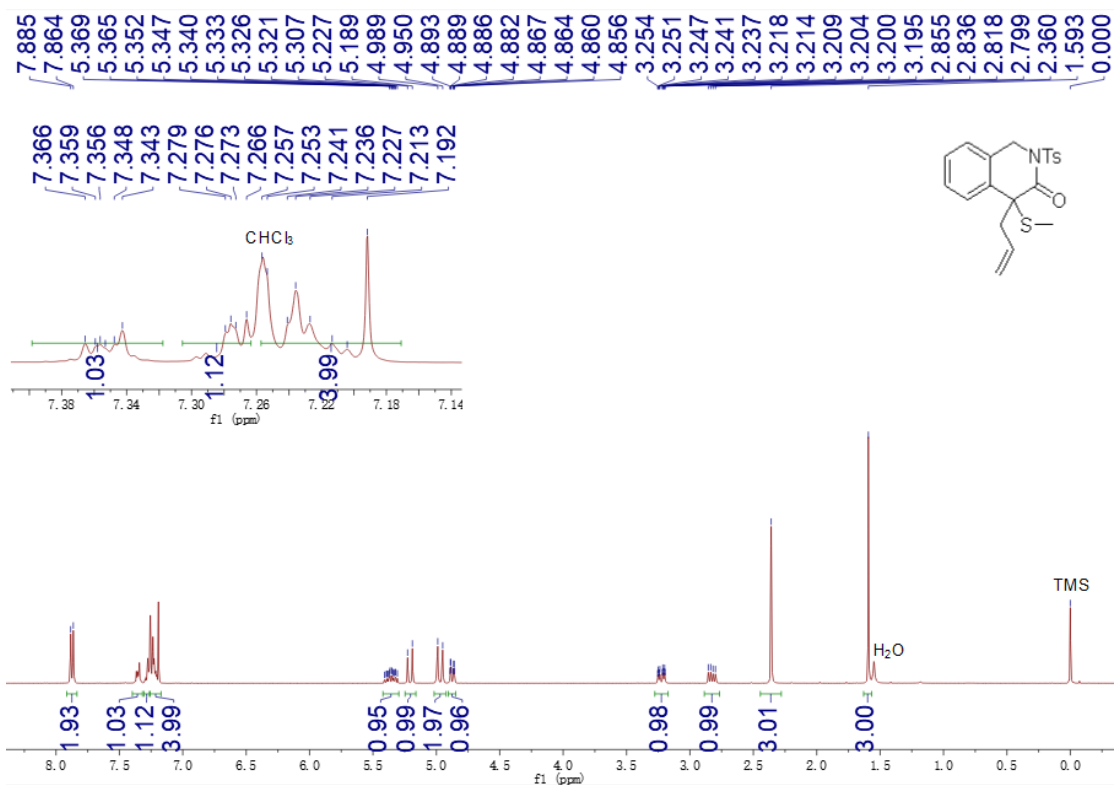 7.885 7.864 5.369 5.365 5.352 5.347 5.340 5.333 5.326 5.321 5.307 5.227 5.189 4.989 4.950 4.893 4.889 4.886 4.882 4.867 4.864 4.860 4.856 3.254 3.251 3.247 3.241 3.237 3.218 3.214 3.209 3.204 3.200 3.195 2.855 2.836 2.818 2.799 2.360 1.593 0.000
7.366 7.359 7.356 7.348 7.343 7.279 7.276 7.273 7.266 7.257 7.253 7.241 7.236 7.227 7.213 7.192
NTs
O
S
CHCl3
1.03 1.12 3.99
7.38 7.34 7.30 7.26 7.22 7.18 7.14
f1 (ppm)
TMS
H2O
1.93 1.03 1.12 3.99 0.95 0.99 1.97 0.96 0.98 0.99 3.01 3.00
8.0 7.5 7.0 6.5 6.0 5.5 5.0 4.5 4.0 3.5 3.0 2.5 2.0 1.5 1.0 0.5 0.0
f1 (ppm)